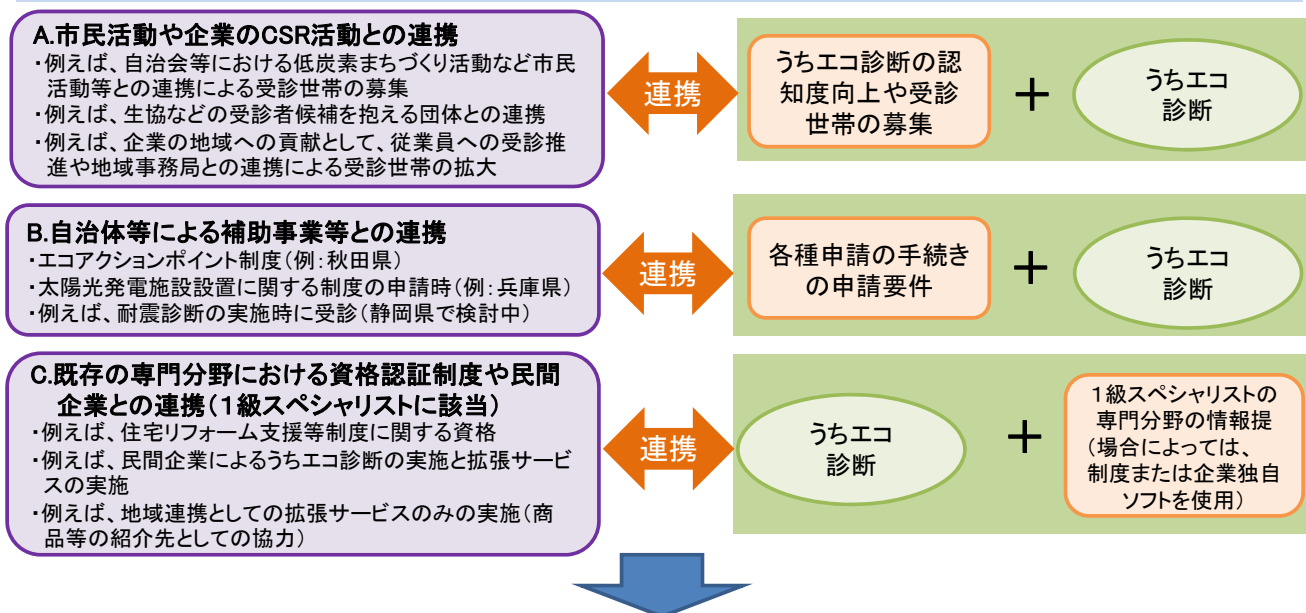 A.市民活動や企業のCSR活動との連携
・例えば、自治会等における低炭素まちづくり活動など市民
活動等との連携による受診世帯の募集
・例えば、生協などの受診者候補を抱える団体との連携
・例えば、企業の地域への貢献として、従業員への受診推
進や地域事務局との連携による受診世帯の拡大
連携
うちエコ診断の認
知度向上や受診
世帯の募集
＋
うちエコ
診断
B.自治体等による補助事業等との連携
・エコアクションポイント制度(例:秋田県)
・太陽光発電施設設置に関する制度の申請時(例:兵庫県)
・例えば、耐震診断の実施時に受診(静岡県で検討中)
連携
各種申請の手続き
の申請要件
＋
うちエコ
診断
C.既存の専門分野における資格認証制度や民間
企業との連携(1級スペシャリストに該当)
・例えば、住宅リフォーム支援等制度に関する資格
・例えば、民間企業によるうちエコ診断の実施と拡張サービ
スの実施
・例えば、地域連携としての拡張サービスのみの実施(商
品等の紹介先としての協力)
連携
うちエコ
診断
＋
1級スペシャリストの
専門分野の情報提
(場合によっては、
制度または企業独自
ソフトを使用)